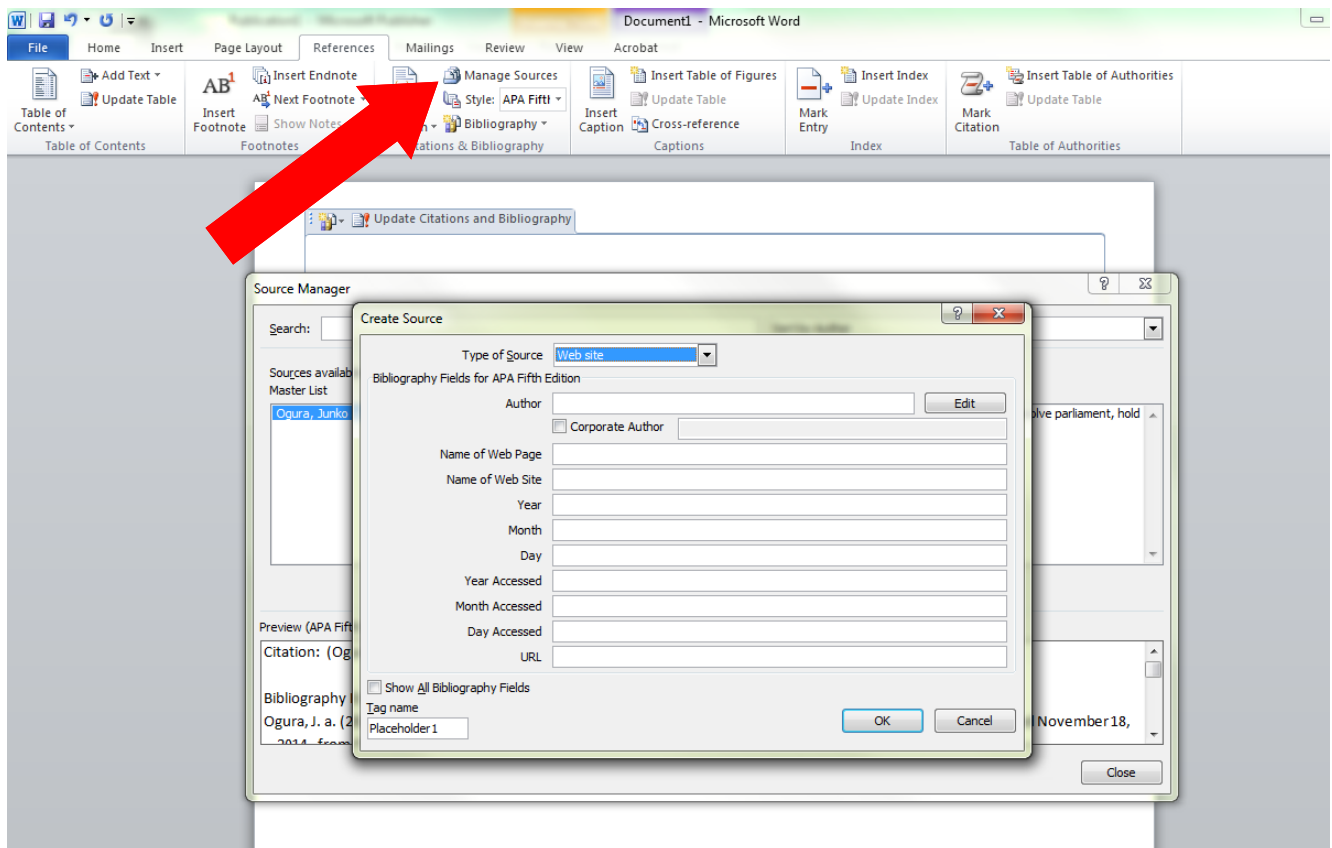 Document1 - Microsoft Word
File Home Insert Page Layout References Mailings Review View Acrobat
Add Text Insert Endnote Manage Sources Insert Table of Figures Insert Index Insert Table of Authorities
Update Table AB1 AB1 Next Footnote Style: APA Fiftl Update Table Update Index Update Table
Table of Contents Insert Footnote Show Notes Bibliography Insert Caption Cross-reference Mark Entry Mark Citation
Table of Contents Footnotes & Bibliography Captions Index Table of Authorities
Update Citations and Bibliography
Source Manager
Search:
Sources availab
Master List
Ogura, Junko
olve parliament, hold
Create Source
Type of Source Web site
Bibliography Fields for APA Fifth Edition
Author Edit
Corporate Author
Name of Web Page
Name of Web Site
Year
Month
Day
Year Accessed
Month Accessed
Day Accessed
URL
Show All Bibliography Fields
Tag name
Placeholder1
OK Cancel
Preview (APA Fift
Citation: (Og
Bibliography
Ogura, J. a. (2
November 18,
2014, from
Close